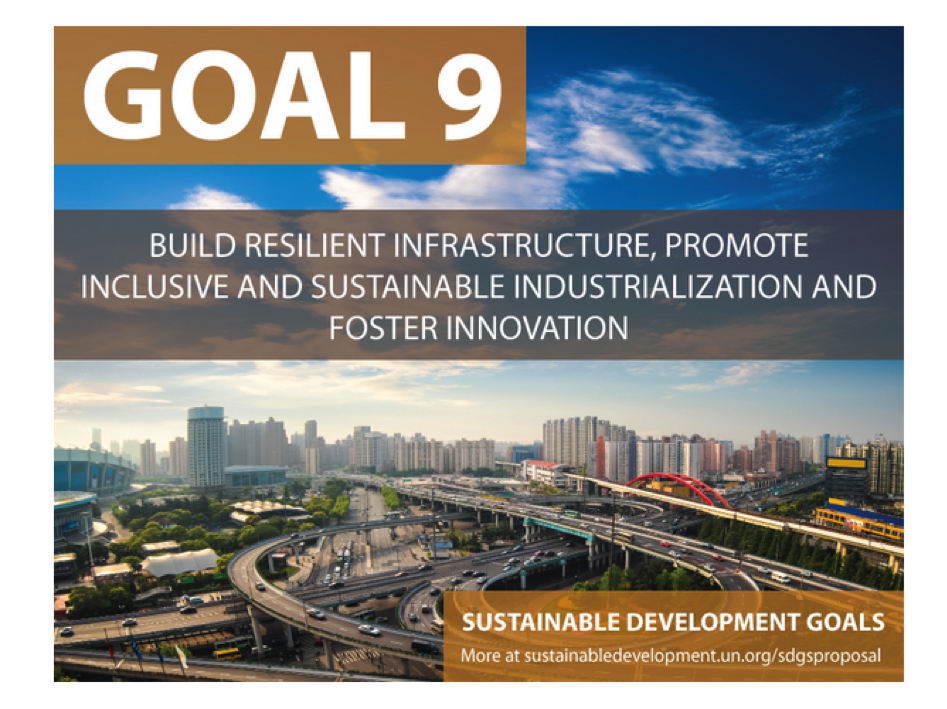 GOAL 9
BUILD RESILIENT INFRASTRUCTURE, PROMOTE
INCLUSIVE AND SUSTAINABLE INDUSTRIALIZATION AND
FOSTER INNOVATION
SUSTAINABLE DEVELOPMENT GOALS
More at sustainabledevelopment.un.org/sdgsproposal